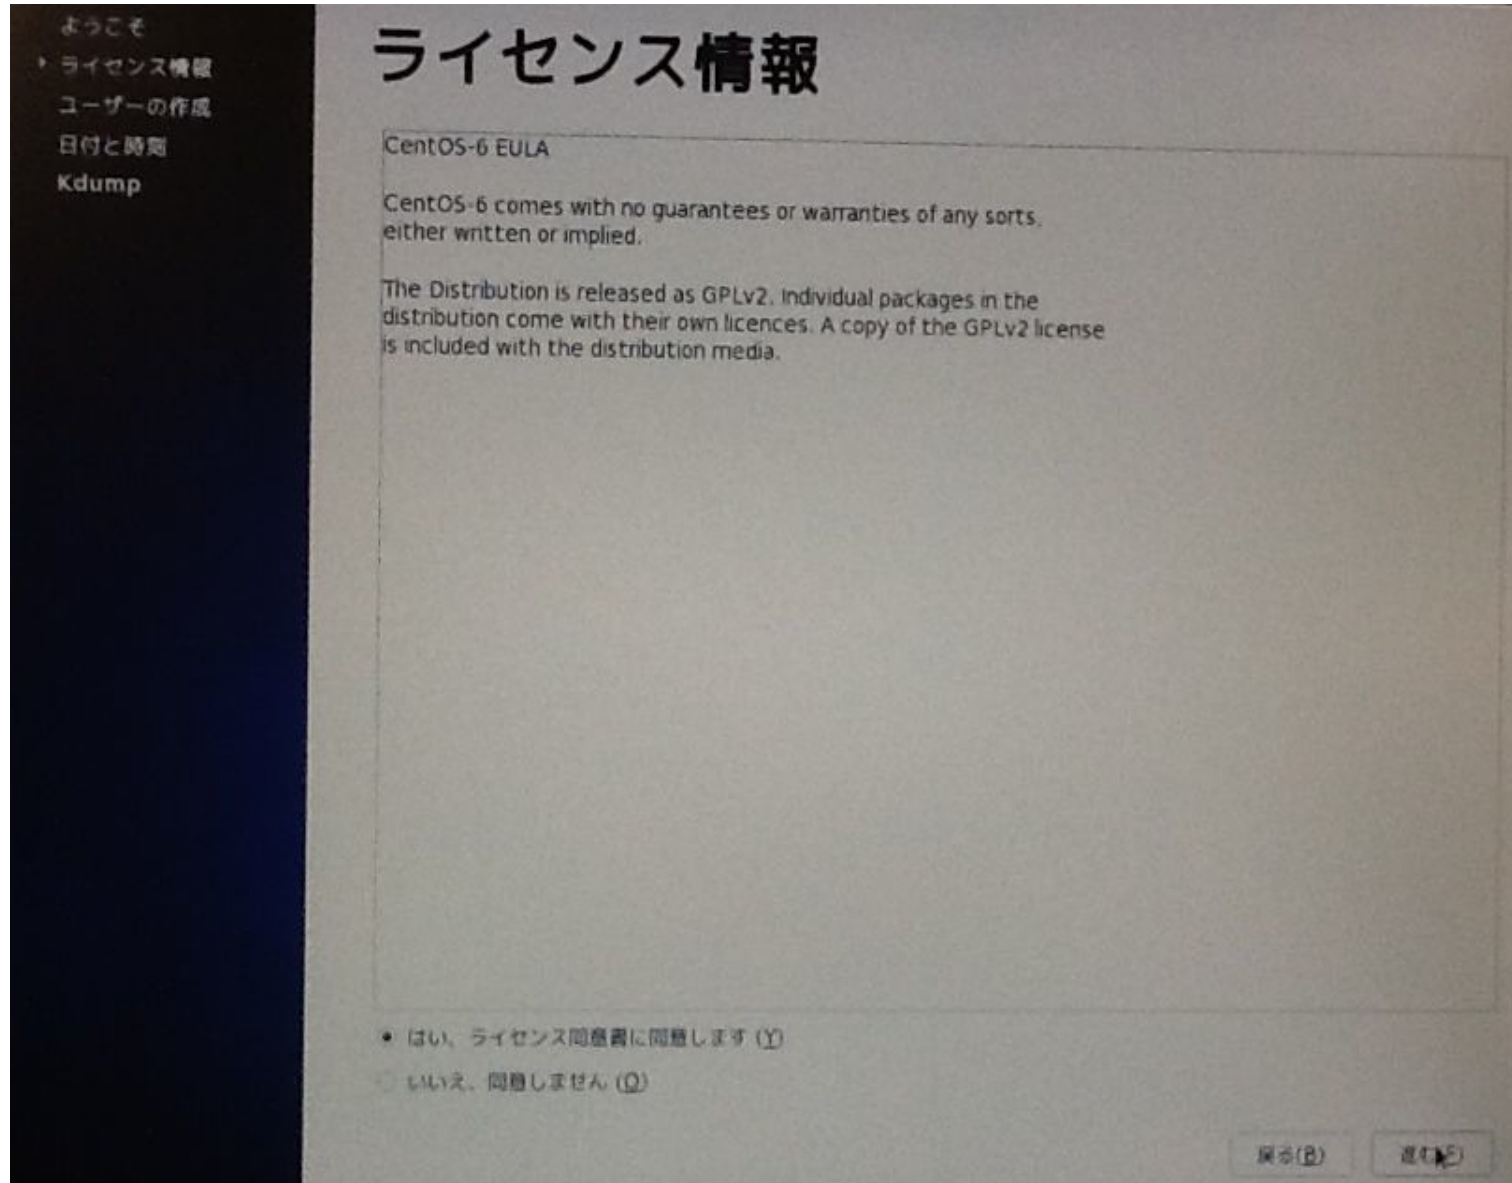 ようこそ
ライセンス情報
ユーザーの作成
日付と時刻
Kdump
ライセンス情報
CentOS-6 EULA
CentOS-6 comes with no guarantees or warranties of any sorts,
either written or implied.
The Distribution is released as GPLv2. Individual packages in the
distribution come with their own licences. A copy of the GPLv2 license
is included with the distribution media.
はい、ライセンス同意書に同意します (Y)
いいえ、同意しません (O)
戻る(B)
進む(F)